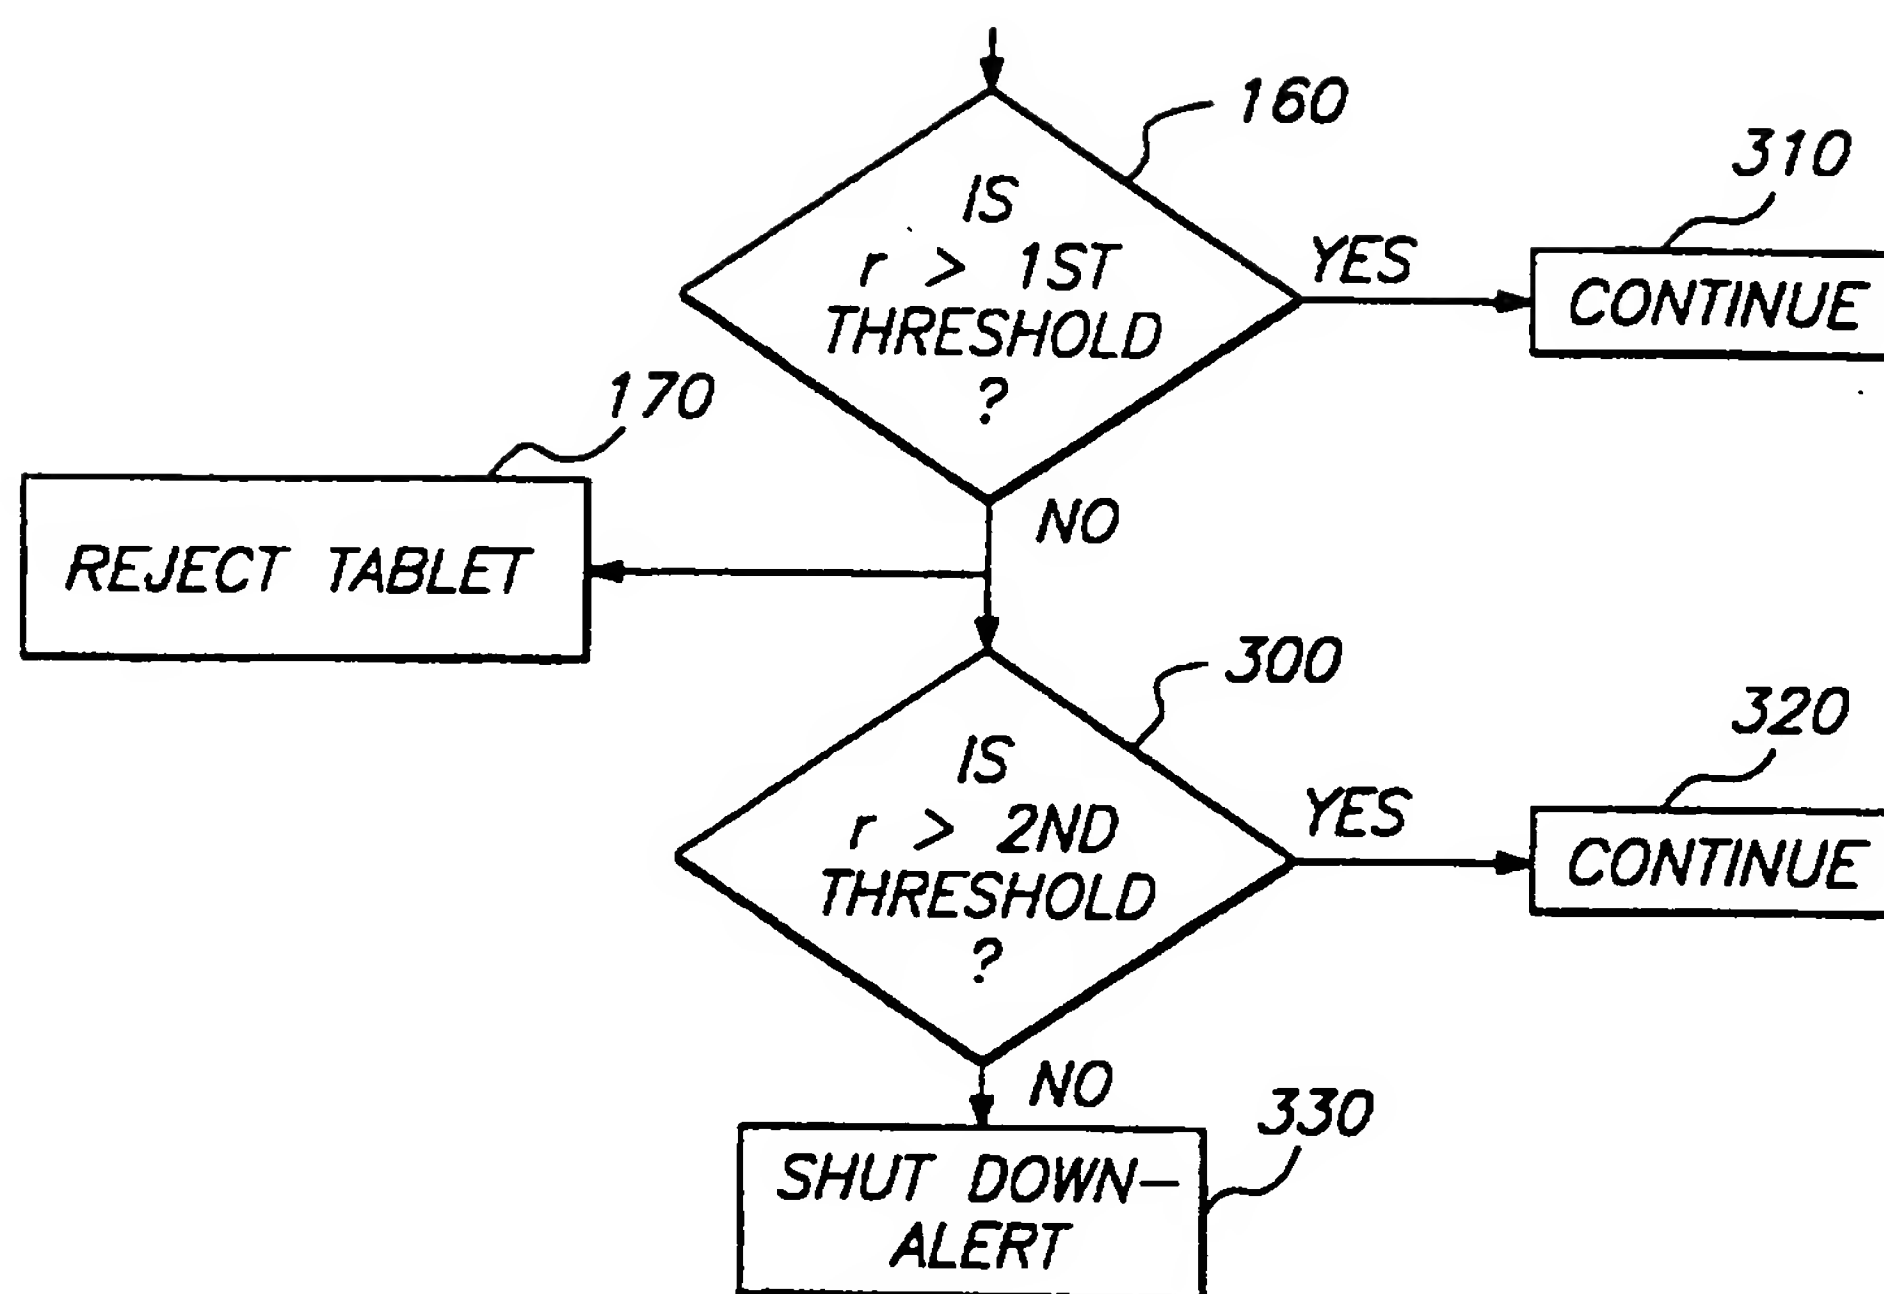 160
IS
r > 1ST
THRESHOLD
?
YES
310
CONTINUE
NO
170
REJECT TABLET
300
IS
r > 2ND
THRESHOLD
?
YES
320
CONTINUE
NO
330
SHUT DOWN-
ALERT